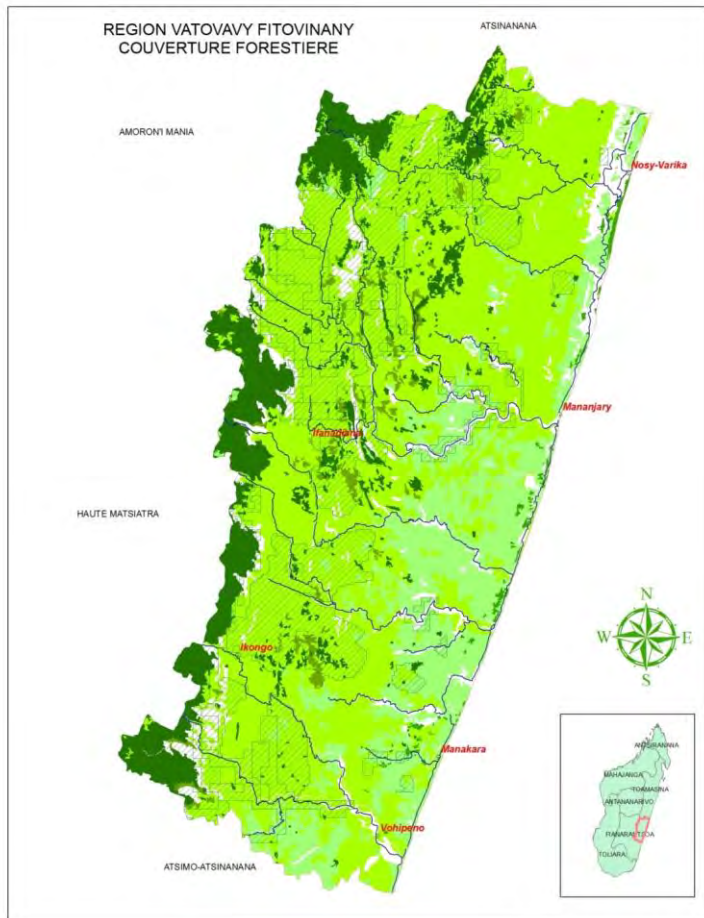 REGION VATOVAVY FITOVINANY
COUVERTURE FORESTIERE
ATSINANANA
AMORON'I MANIA
Nosy-Varika
Mananjary
Ifanadiana
HAUTE MATSIATRA
N
W E
S
Ikongo
Manakara
Vohipeno
ATSIMO-ATSINANANA
ANTSIRANANA
MAHAJANGA
TOAMASINA
ANTANANARIVO
FIANARANTSOA
TOLIARA